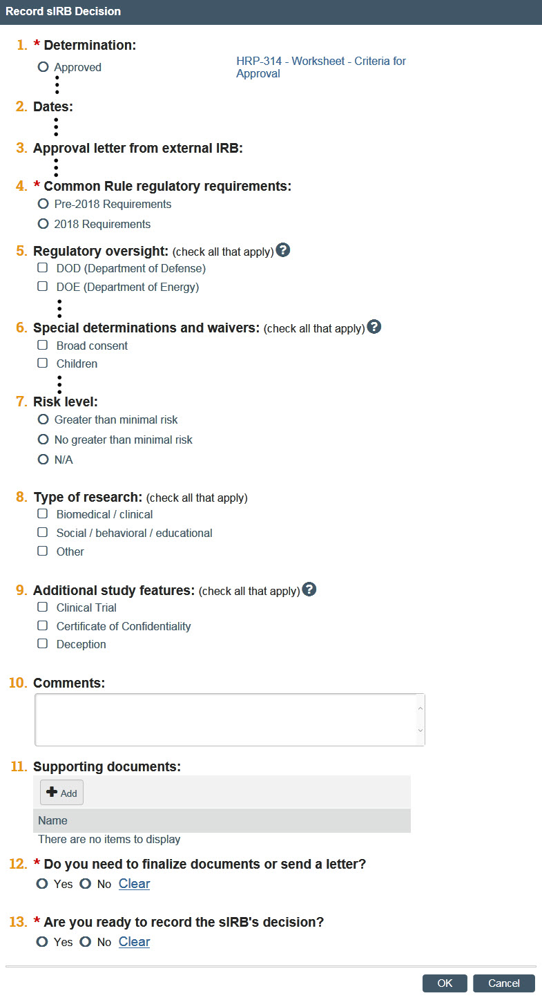 Record sIRB Decision
1. * Determination:
Approved
HRP-314 - Worksheet - Criteria for
Approval
2. Dates:
3. Approval letter from external IRB:
4. * Common Rule regulatory requirements:
Pre-2018 Requirements
2018 Requirements
5. Regulatory oversight: (check all that apply) ?
DOD (Department of Defense)
DOE (Department of Energy)
6. Special determinations and waivers: (check all that apply) ?
Broad consent
Children
7. Risk level:
Greater than minimal risk
No greater than minimal risk
N/A
8. Type of research: (check all that apply)
Biomedical / clinical
Social / behavioral / educational
Other
9. Additional study features: (check all that apply) ?
Clinical Trial
Certificate of Confidentiality
Deception
10. Comments:
11. Supporting documents:
Add
Name
There are no items to display
12. * Do you need to finalize documents or send a letter?
Yes No Clear
13. * Are you ready to record the sIRB's decision?
Yes No Clear
OK Cancel